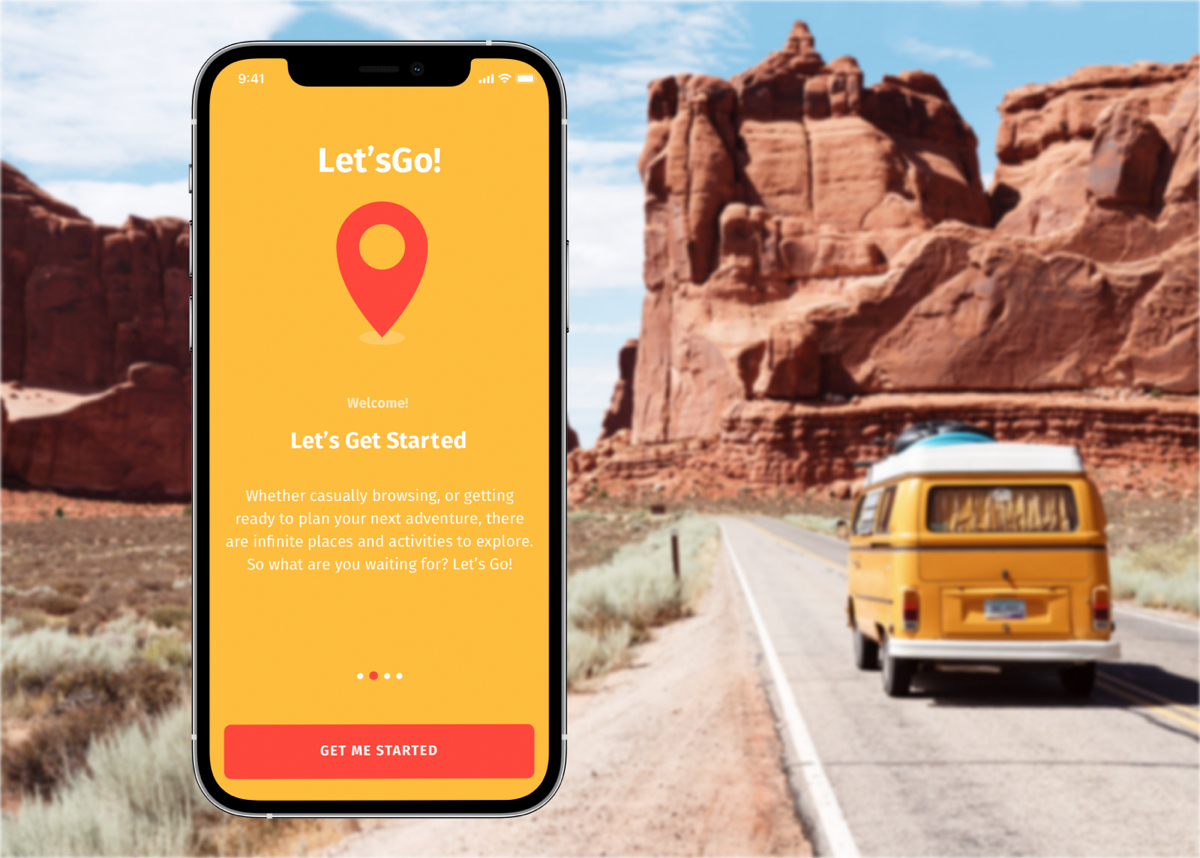 9:41
Let’sGo!
Welcome!
Let’s Get Started
Whether casually browsing, or getting
ready to plan your next adventure, there
are infinite places and activities to explore.
So what are you waiting for? Let’s Go!
GET ME STARTED